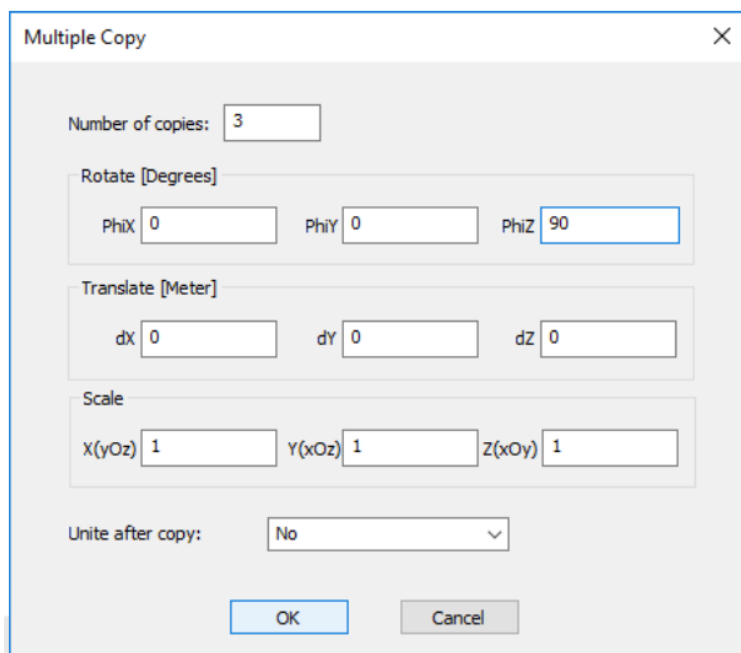 Multiple Copy
Number of copies: 3
Rotate [Degrees]
PhiX 0 PhiY 0 PhiZ 90
Translate [Meter]
dX 0 dY 0 dZ 0
Scale
X(yOz) 1 Y(xOz) 1 Z(xOy) 1
Unite after copy: No
OK Cancel